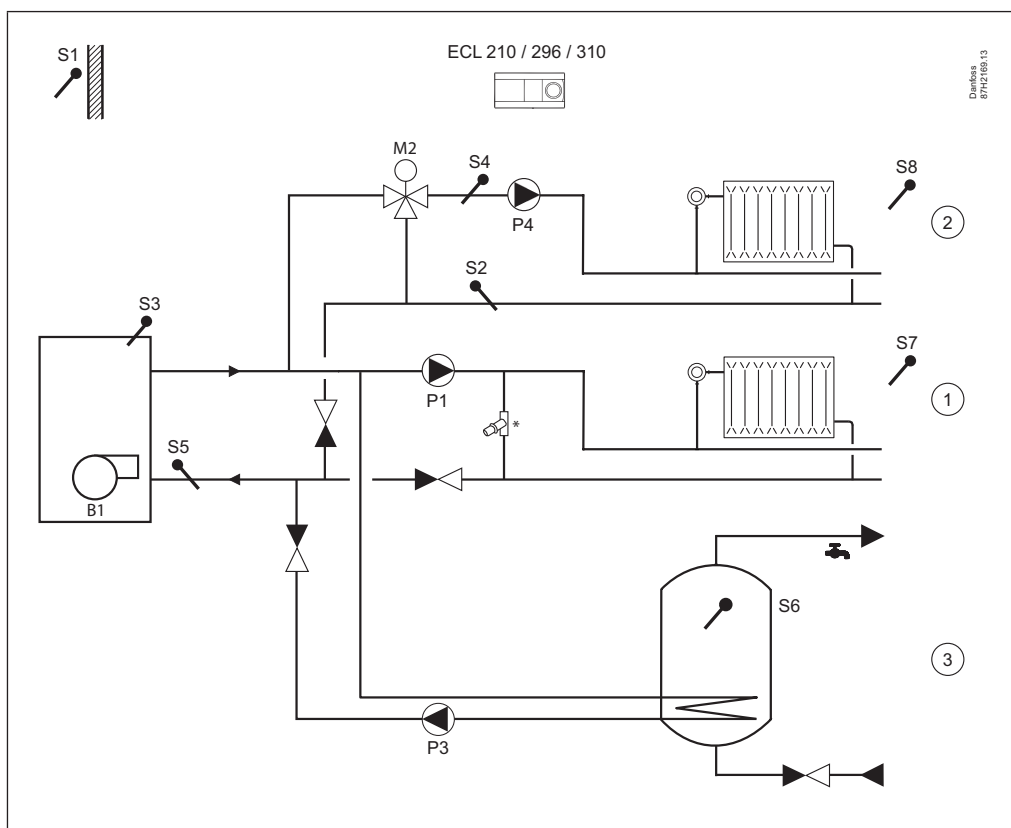 S1
ECL 210 / 296 / 310
Danfoss
87H2169.13
M2
S4
S8
P4
2
S2
S3
S7
P1
1
*
S5
B1
S6
3
P3